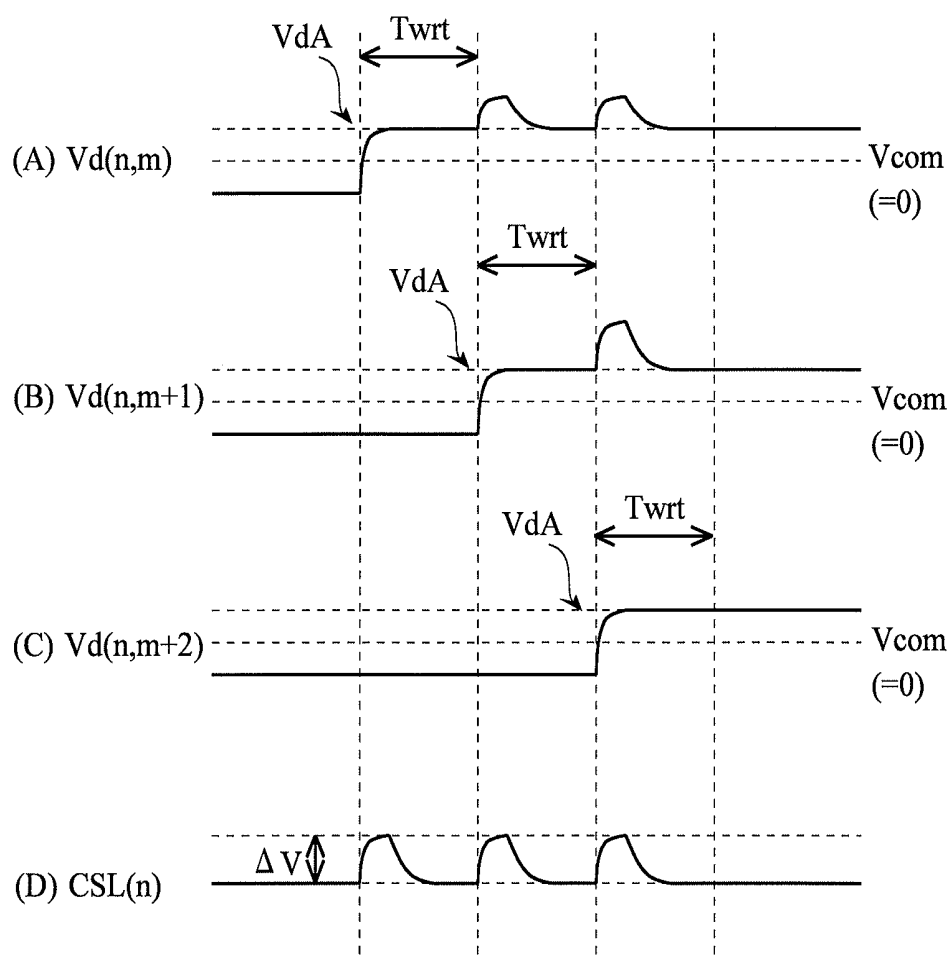 VdA
Twrt
(A) Vd(n,m)
Vcom
(=0)
Twrt
VdA
(B) Vd(n,m+1)
Vcom
(=0)
Twrt
VdA
(C) Vd(n,m+2)
Vcom
(=0)
ΔV
(D) CSL(n)